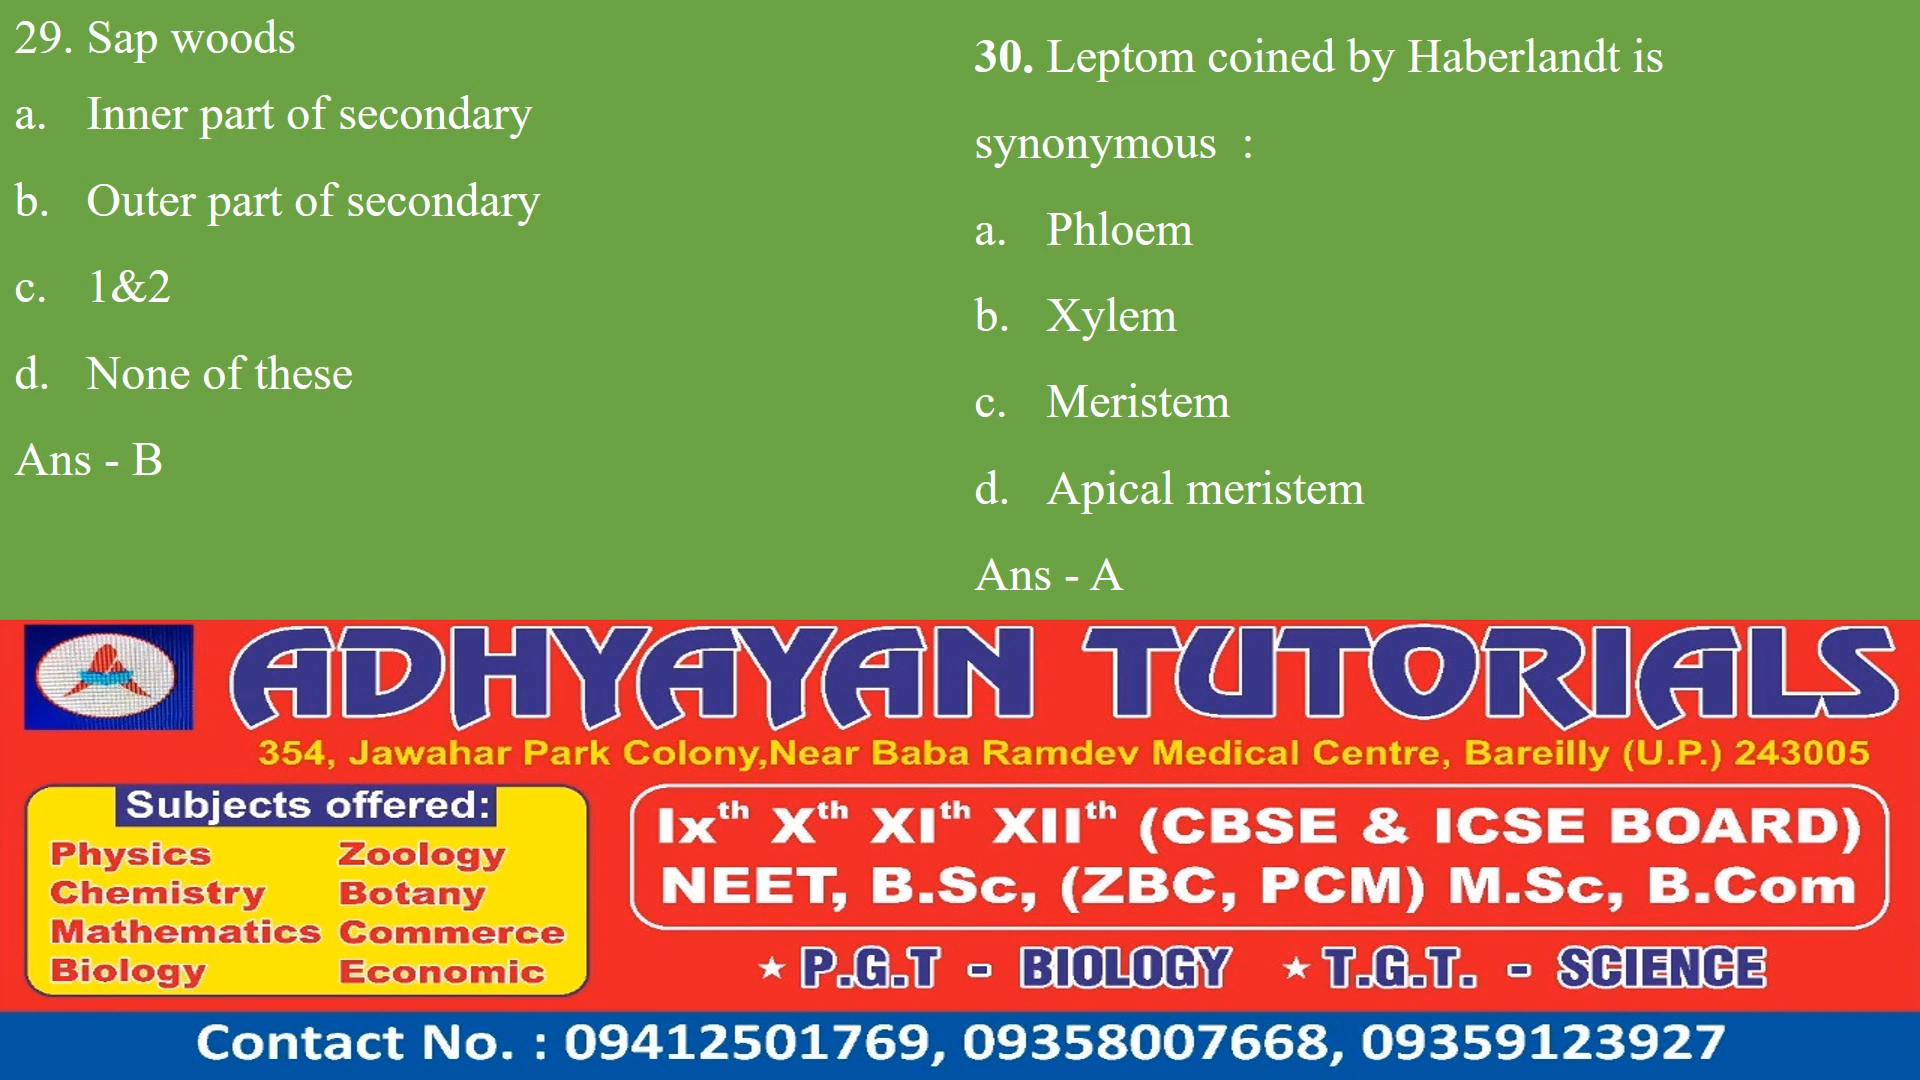 29. Sap woods
a. Inner part of secondary
b. Outer part of secondary
c. 1&2
d. None of these
Ans - B
30. Leptom coined by Haberlandt is
synonymous :
a. Phloem
b. Xylem
c. Meristem
d. Apical meristem
Ans - A
ADHYAYAN TUTORIALS
354, Jawahar Park Colony,Near Baba Ramdev Medical Centre, Bareilly (U.P.) 243005
Subjects offered:
Physics Zoology
Chemistry Botany
Mathematics Commerce
Biology Economic
Ixth Xth XIth XIIth (CBSE & ICSE BOARD)
NEET, B.Sc, (ZBC, PCM) M.Sc, B.Com
★ P.G.T - BIOLOGY ★ T.G.T. - SCIENCE
Contact No. : 09412501769, 09358007668, 09359123927